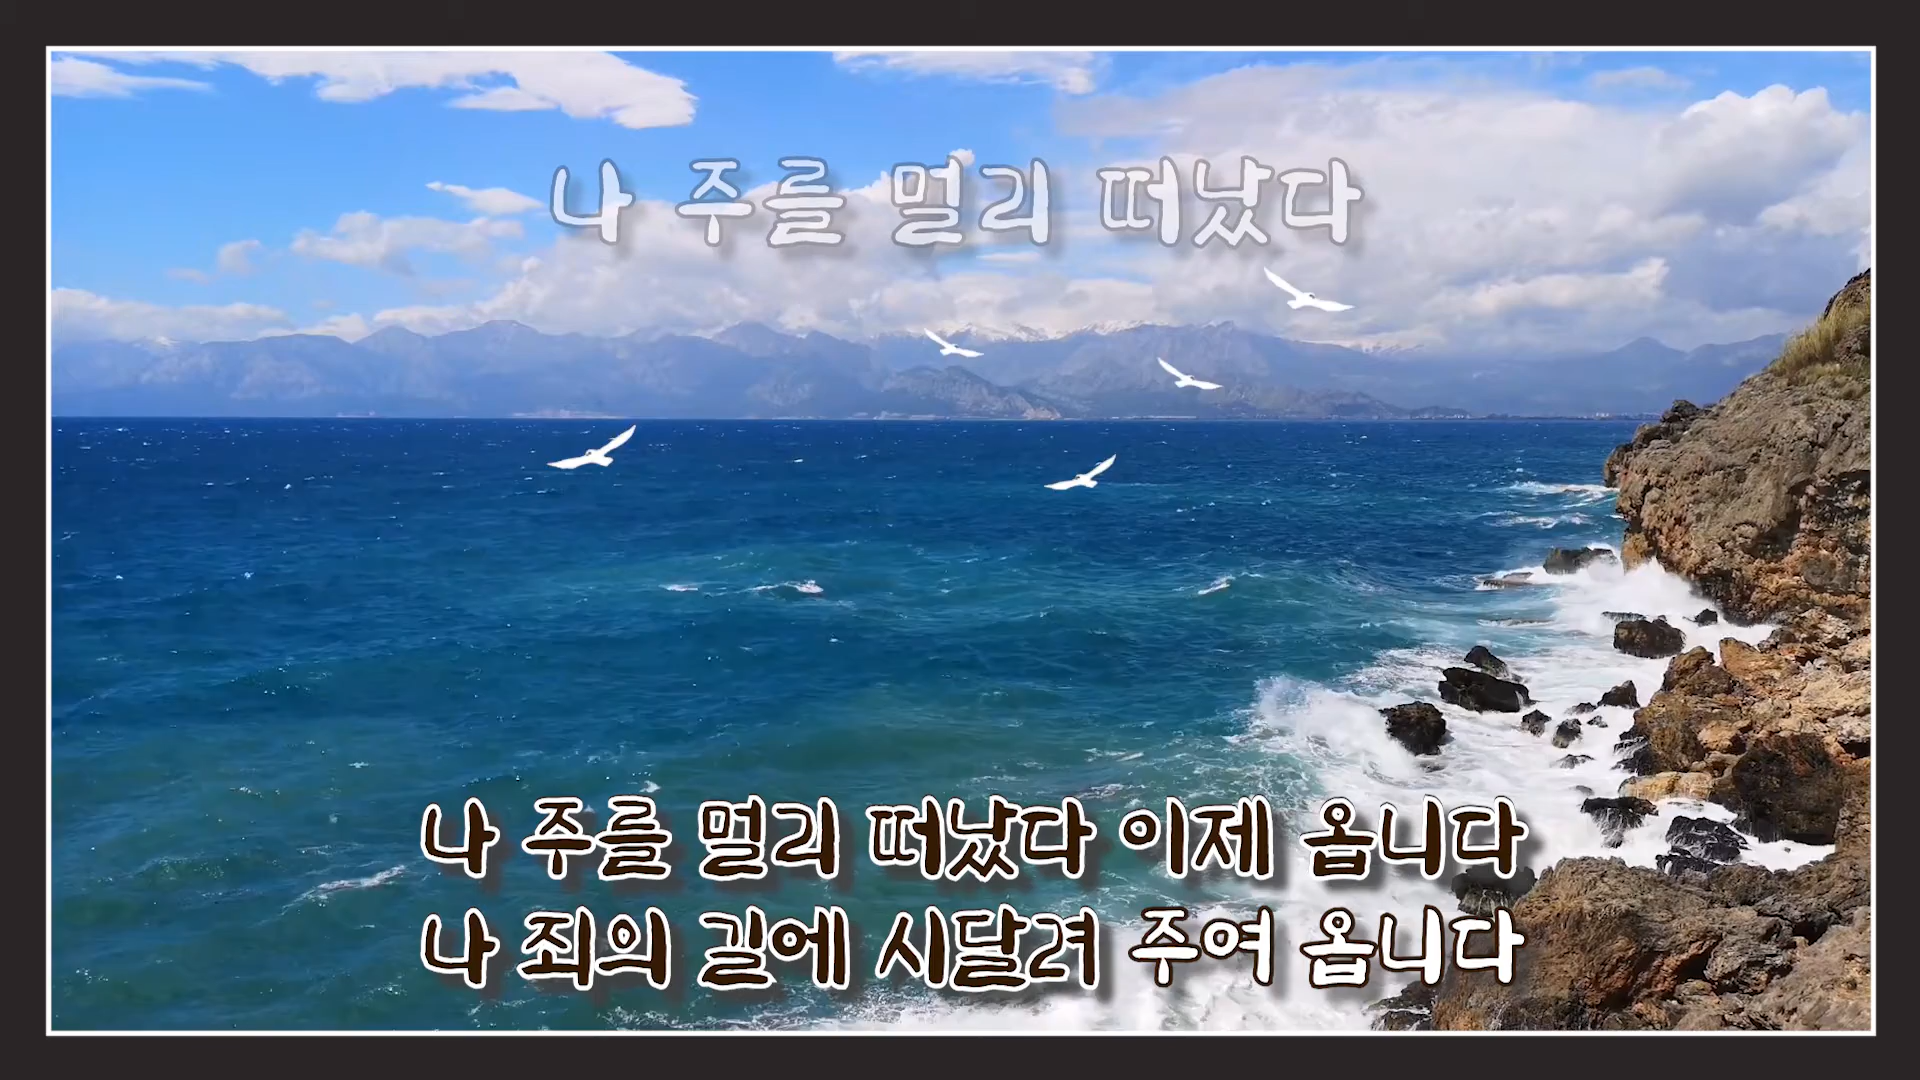 나 주를 멀리 떠났다
나 주를 멀리 떠났다 이제 옵니다
나 죄의 길에 시달려 주여 옵니다